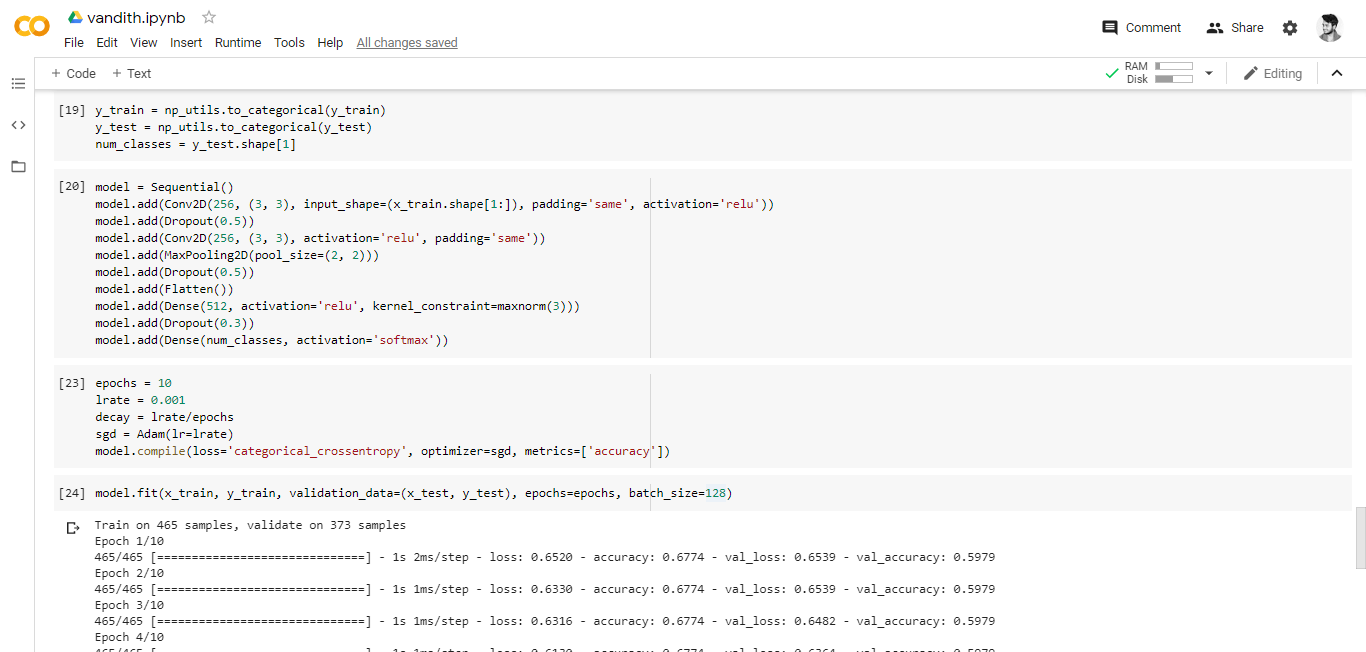 vandith.ipynb
File Edit View Insert Runtime Tools Help All changes saved
Comment Share
+ Code + Text
RAM
Disk
Editing
[19] y_train = np_utils.to_categorical(y_train)
y_test = np_utils.to_categorical(y_test)
num_classes = y_test.shape[1]
[20] model = Sequential()
model.add(Conv2D(256, (3, 3), input_shape=(x_train.shape[1:]), padding='same', activation='relu'))
model.add(Dropout(0.5))
model.add(Conv2D(256, (3, 3), activation='relu', padding='same'))
model.add(MaxPooling2D(pool_size=(2, 2)))
model.add(Dropout(0.5))
model.add(Flatten())
model.add(Dense(512, activation='relu', kernel_constraint=maxnorm(3)))
model.add(Dropout(0.3))
model.add(Dense(num_classes, activation='softmax'))
[23] epochs = 10
lrate = 0.001
decay = lrate/epochs
sgd = Adam(lr=lrate)
model.compile(loss='categorical_crossentropy', optimizer=sgd, metrics=['accuracy'])
[24] model.fit(x_train, y_train, validation_data=(x_test, y_test), epochs=epochs, batch_size=128)
Train on 465 samples, validate on 373 samples
Epoch 1/10
465/465 [==============================] - 1s 2ms/step - loss: 0.6520 - accuracy: 0.6774 - val_loss: 0.6539 - val_accuracy: 0.5979
Epoch 2/10
465/465 [==============================] - 1s 1ms/step - loss: 0.6330 - accuracy: 0.6774 - val_loss: 0.6539 - val_accuracy: 0.5979
Epoch 3/10
465/465 [==============================] - 1s 1ms/step - loss: 0.6316 - accuracy: 0.6774 - val_loss: 0.6482 - val_accuracy: 0.5979
Epoch 4/10